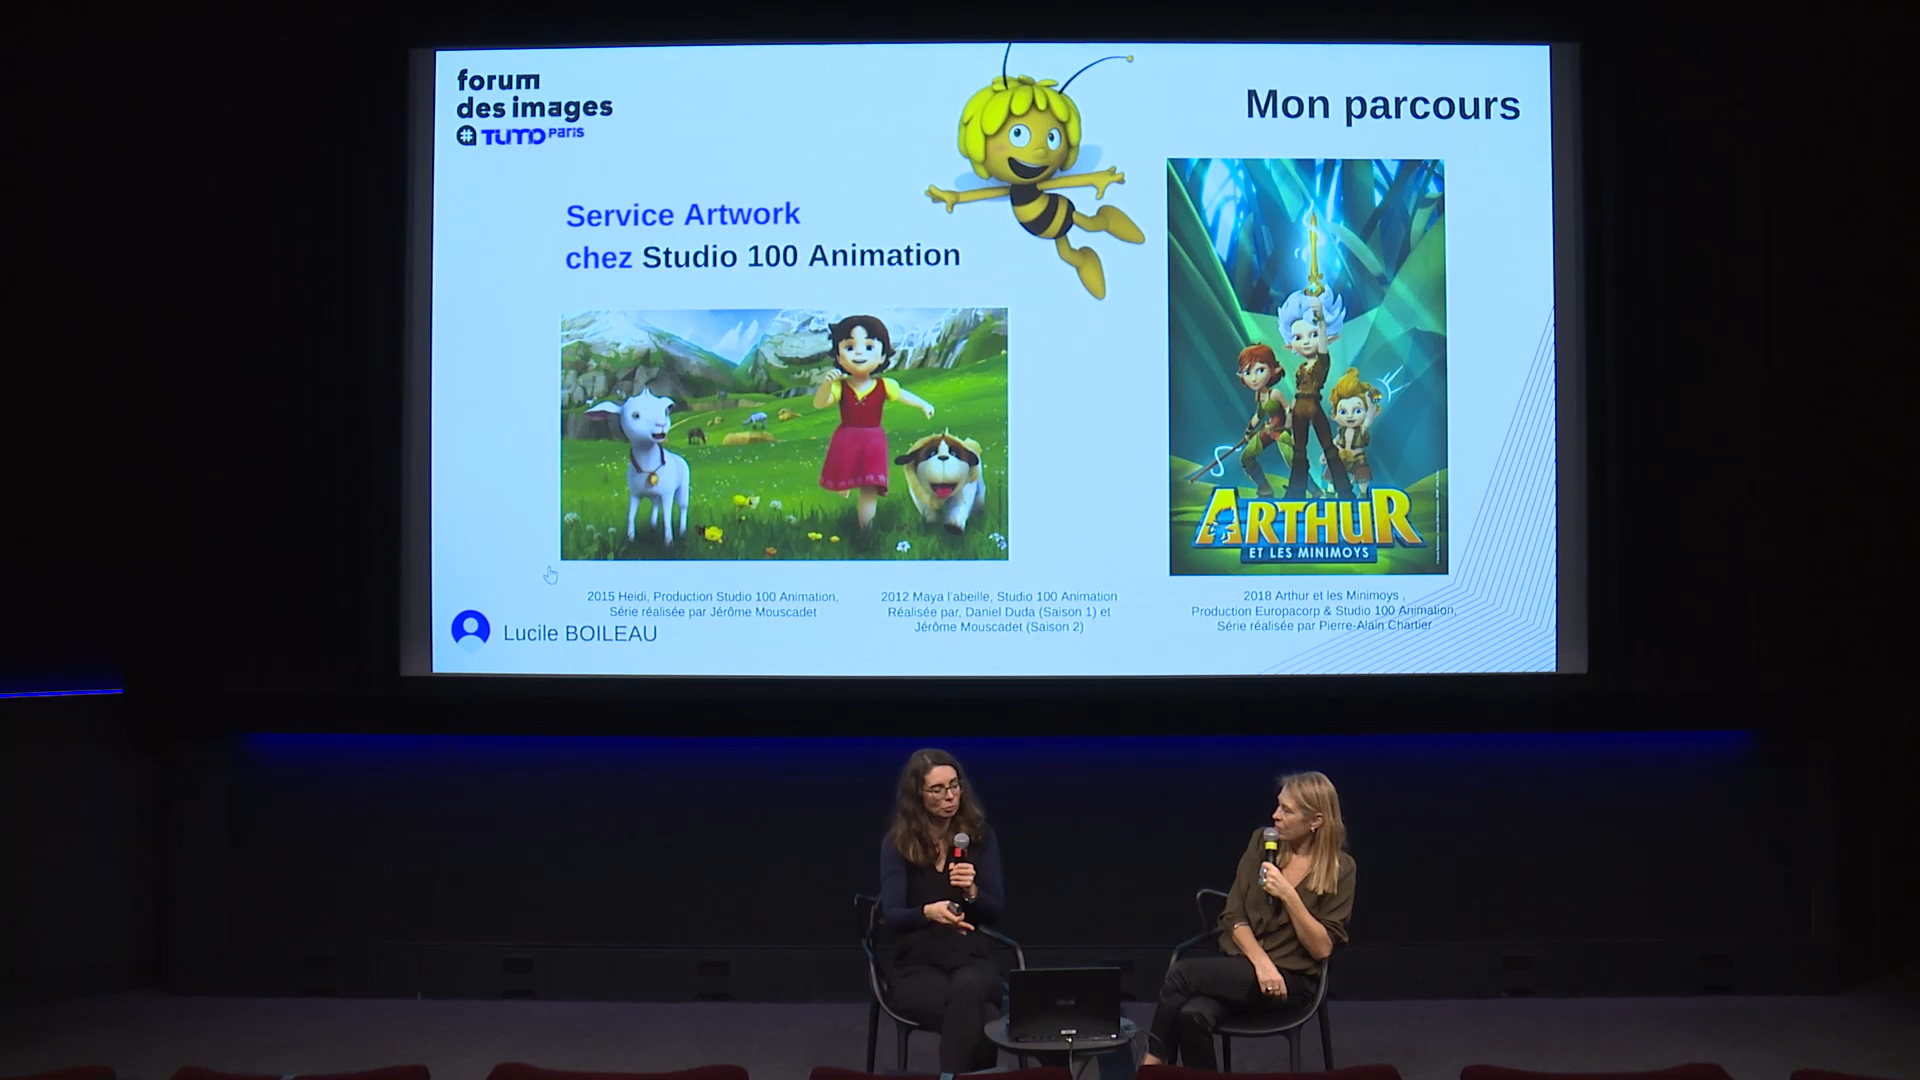 forum
des images
# TUMO Paris
Mon parcours
Service Artwork
chez Studio 100 Animation
ARTHUR
ET LES MINIMOYS
2015 Heidi, Production Studio 100 Animation,
Série réalisée par Jérôme Mouscadet
2012 Maya l'abeille, Studio 100 Animation
Réalisée par, Daniel Duda (Saison 1) et
Jérôme Mouscadet (Saison 2)
2018 Arthur et les Minimoys ,
Production Europacorp & Studio 100 Animation,
Série réalisée par Pierre-Alain Chartier
Lucile BOILEAU